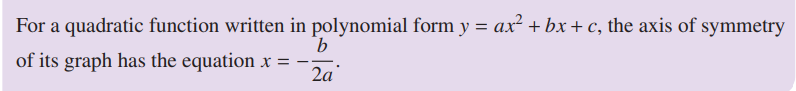 For a quadratic function written in polynomial form y = ax² + bx + c, the axis of symmetry
of its graph has the equation x = −b/2a.